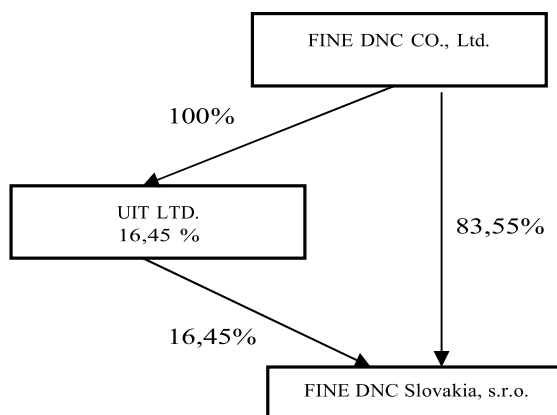 FINE DNC CO., Ltd.
100%
UIT LTD.
16,45 %
83,55%
16,45%
FINE DNC Slovakia, s.r.o.